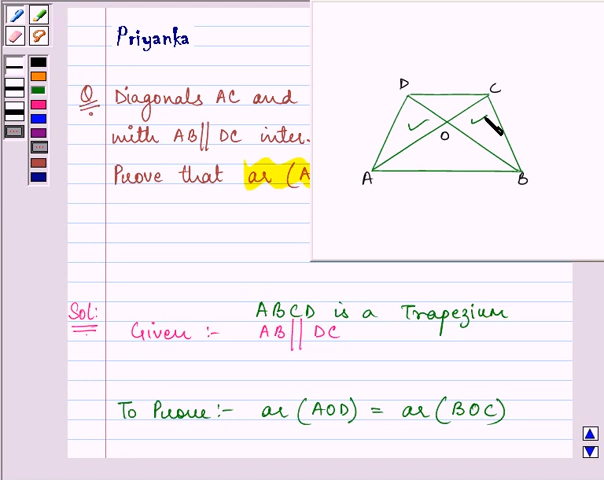 Priyanka
Q Diagonals AC and
with AB||DC inter.
Prove that ar (A
D C
O
A B
Sol: ABCD is a Trapezium
Given :- AB||DC
To Prove :- ar (AOD) = ar (BOC)